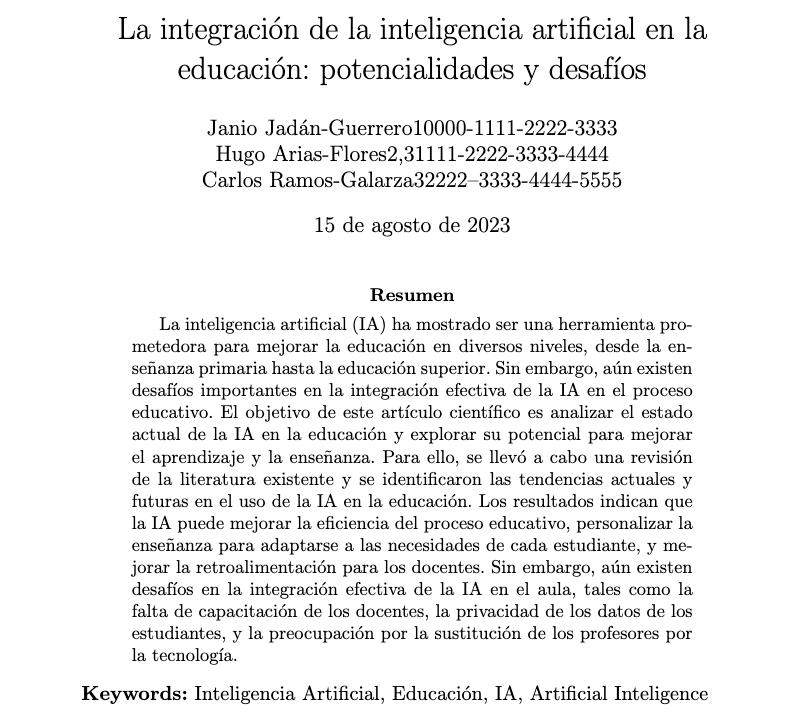 La integración de la inteligencia artificial en la
educación: potencialidades y desafíos
Janio Jadán-Guerrero10000-1111-2222-3333
Hugo Arias-Flores2,31111-2222-3333-4444
Carlos Ramos-Galarza32222–3333-4444-5555
15 de agosto de 2023
Resumen
La inteligencia artificial (IA) ha mostrado ser una herramienta pro-
metedora para mejorar la educación en diversos niveles, desde la en-
señanza primaria hasta la educación superior. Sin embargo, aún existen
desafíos importantes en la integración efectiva de la IA en el proceso
educativo. El objetivo de este artículo científico es analizar el estado
actual de la IA en la educación y explorar su potencial para mejorar
el aprendizaje y la enseñanza. Para ello, se llevó a cabo una revisión
de la literatura existente y se identificaron las tendencias actuales y
futuras en el uso de la IA en la educación. Los resultados indican que
la IA puede mejorar la eficiencia del proceso educativo, personalizar la
enseñanza para adaptarse a las necesidades de cada estudiante, y me-
jorar la retroalimentación para los docentes. Sin embargo, aún existen
desafíos en la integración efectiva de la IA en el aula, tales como la
falta de capacitación de los docentes, la privacidad de los datos de los
estudiantes, y la preocupación por la sustitución de los profesores por
la tecnología.
Keywords: Inteligencia Artificial, Educación, IA, Artificial Inteligence